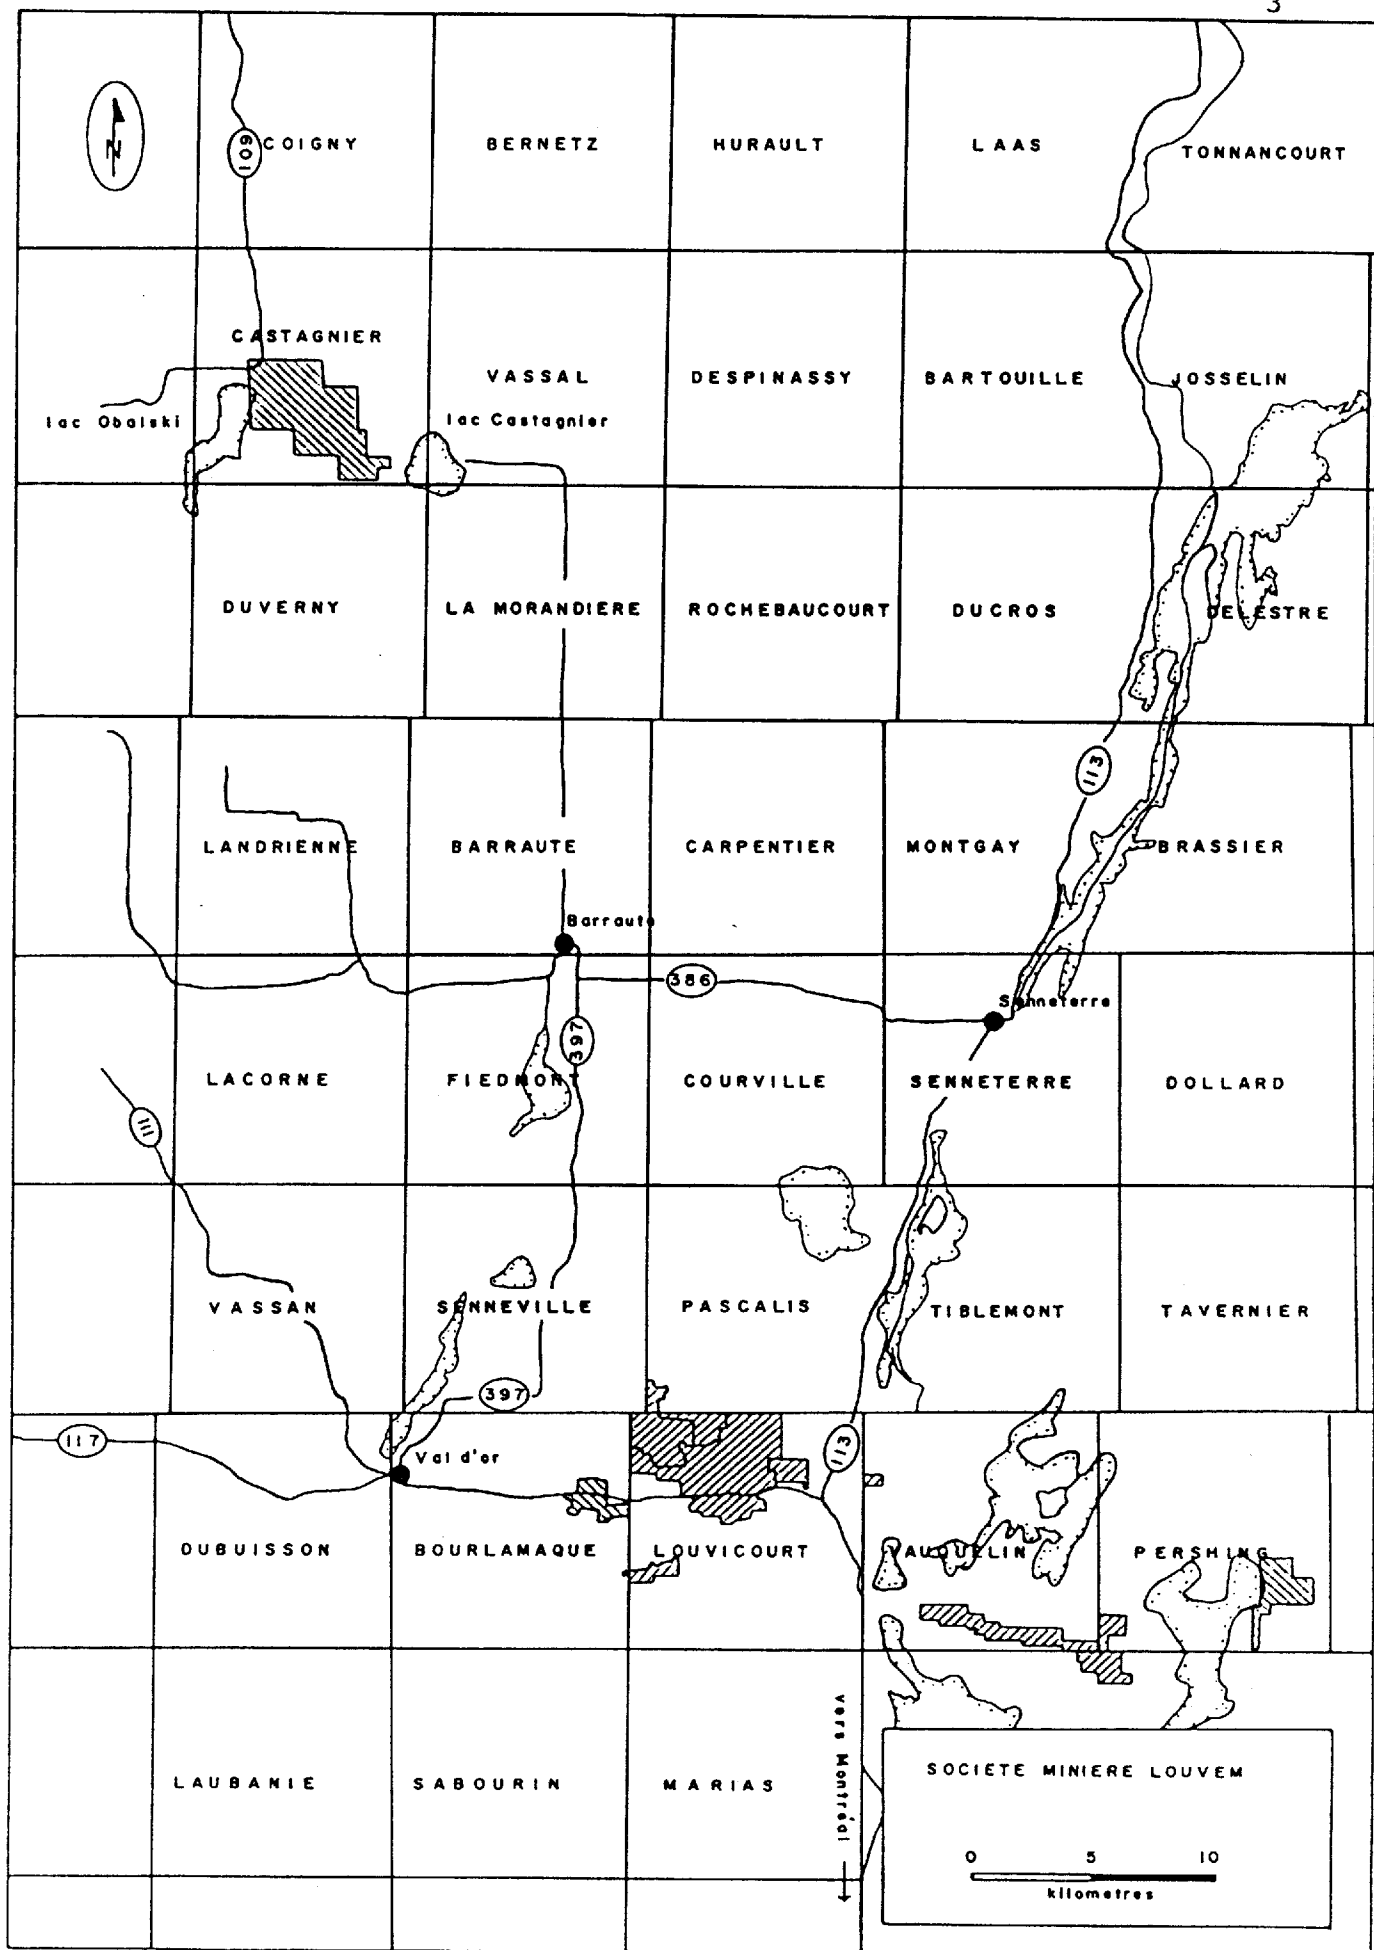 3
N
109
COIGNY
BERNETZ
HURAULT
LAAS
TONNANCOURT
CASTAGNIER
VASSAL
DESPINASSY
BARTOUILLE
JOSSELIN
lac Obalski
lac Castagnier
DUVERNY
LA MORANDIERE
ROCHEBAUCOURT
DUCROS
DELESTRE
113
LANDRIENNE
BARRAUTE
CARPENTIER
MONTGAY
BRASSIER
Barraute
386
Senneterre
397
LACORNE
FIEDMONT
COURVILLE
SENNETERRE
DOLLARD
111
VASSAN
SENNEVILLE
PASCALIS
TIBLEMONT
TAVERNIER
397
117
Val d'or
113
DUBUISSON
BOURLAMAQUE
LOUVICOURT
VAUQUELIN
PERSHING
vers Montréal
LAUBANIE
SABOURIN
MARIAS
SOCIETE MINIERE LOUVEM
0 5 10
kilometres